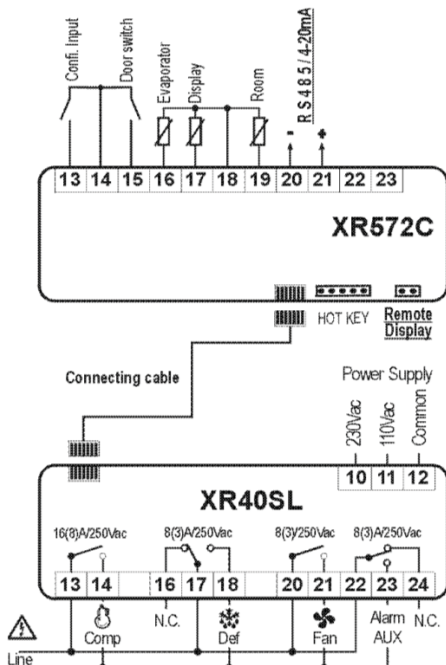 Confi. Input
Door switch
Evaporator
Display
Room
RS485/4-20mA
- +
13 14 15 16 17 18 19 20 21 22 23
XR572C
HOT KEY
Remote
Display
Connecting cable
Power Supply
230Vac
110Vac
Common
10 11 12
XR40SL
16(8)A/250Vac 8(3)A/250Vac 8(3)/250Vac 8(3)A/250Vac
13 14 16 17 18 20 21 22 23 24
Comp N.C. Def Fan Alarm N.C.
AUX
Line